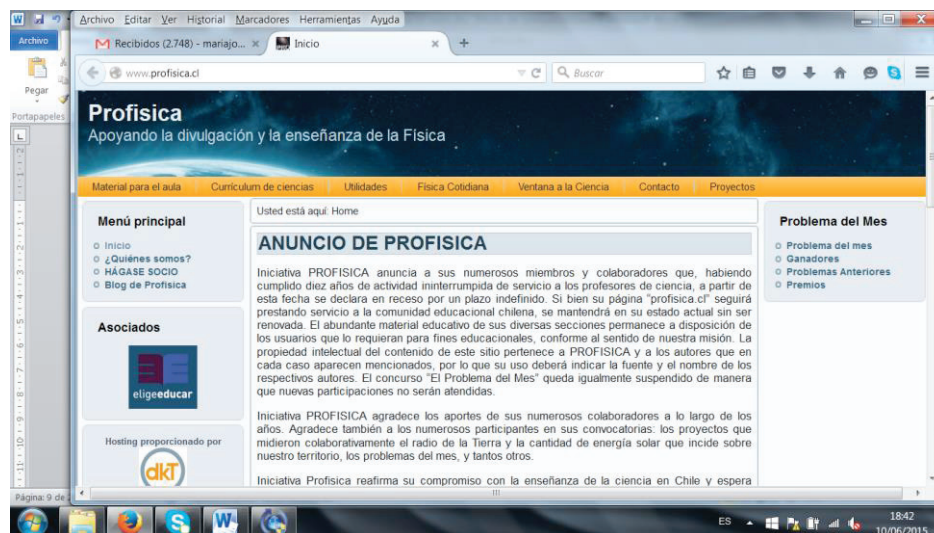 Archivo Editar Ver Historial Marcadores Herramientas Ayuda
Archivo
Recibidos (2.748) - mariajo... × Inicio × +
www.profisica.cl
Buscar
Pegar
Portapapeles
Profisica
Apoyando la divulgación y la enseñanza de la Física
Material para el aula Curriculum de ciencias Utilidades Física Cotidiana Ventana a la Ciencia Contacto Proyectos
Menú principal
Inicio
¿Quiénes somos?
HÁGASE SOCIO
Blog de Profisica
Asociados
eligeeducar
Hosting proporcionado por
dkT
Usted está aquí: Home
ANUNCIO DE PROFISICA
Iniciativa PROFISICA anuncia a sus numerosos miembros y colaboradores que, habiendo
cumplido diez años de actividad ininterrumpida de servicio a los profesores de ciencia, a partir de
esta fecha se declara en receso por un plazo indefinido. Si bien su página "profisica.cl" seguirá
prestando servicio a la comunidad educacional chilena, se mantendrá en su estado actual sin ser
renovada. El abundante material educativo de sus diversas secciones permanece a disposición de
los usuarios que lo requieran para fines educacionales, conforme al sentido de nuestra misión. La
propiedad intelectual del contenido de este sitio pertenece a PROFISICA y a los autores que en
cada caso aparecen mencionados, por lo que su uso deberá indicar la fuente y el nombre de los
respectivos autores. El concurso "El Problema del Mes" queda igualmente suspendido de manera
que nuevas participaciones no serán atendidas.
Iniciativa PROFISICA agradece los aportes de sus numerosos colaboradores a lo largo de los
años. Agradece también a los numerosos participantes en sus convocatorias: los proyectos que
midieron colaborativamente el radio de la Tierra y la cantidad de energía solar que incide sobre
nuestro territorio, los problemas del mes, y tantos otros.
Iniciativa Profisica reafirma su compromiso con la enseñanza de la ciencia en Chile y espera
Problema del Mes
Problema del mes
Ganadores
Problemas Anteriores
Premios
Página: 9 de
ES
18:42
10/06/2015